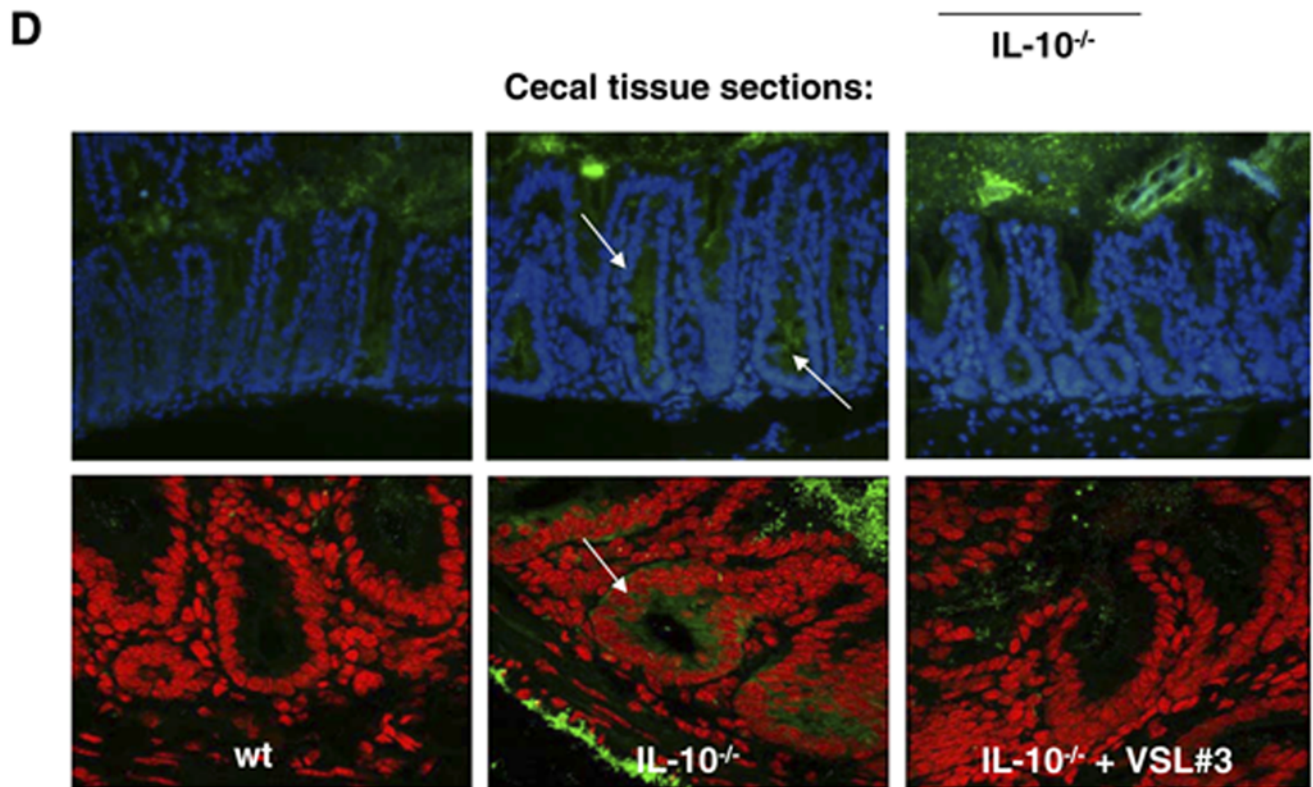 D
IL-10-/-
Cecal tissue sections:
wt
IL-10-/-
IL-10-/- + VSL#3